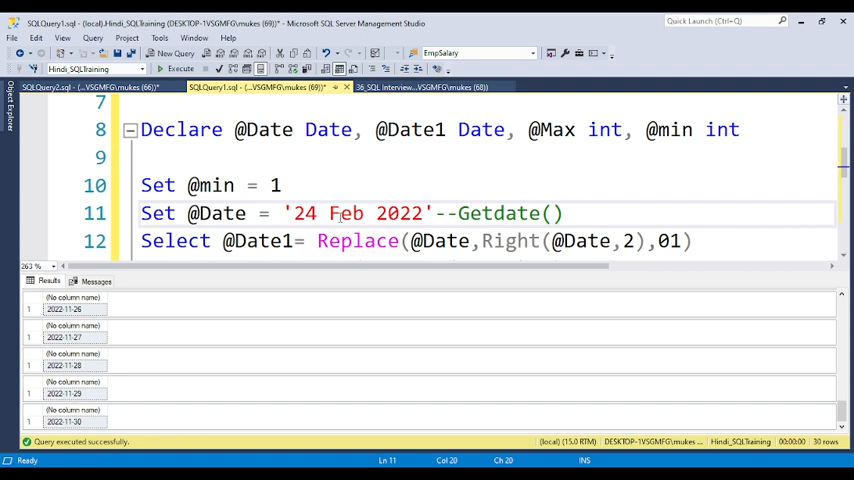 SQLQuery1.sql - (local).Hindi_SQLTraining (DESKTOP-1VSGMFG\mukes (69))* - Microsoft SQL Server Management Studio
Quick Launch (Ctrl+Q)
File Edit View Query Project Tools Window Help
New Query
EmpSalary
Hindi_SQLTraining
Execute
SQLQuery2.sql - (...VSGMFG\mukes (66))*
SQLQuery1.sql - (...VSGMFG\mukes (69))*
36_SQL Interview...VSGMFG\mukes (68))
Object Explorer
7
8 Declare @Date Date, @Date1 Date, @Max int, @min int
9
10 Set @min = 1
11 Set @Date = '24 Feb 2022'--Getdate()
12 Select @Date1= Replace(@Date,Right(@Date,2),01)
263 %
Results Messages
(No column name)
1 2022-11-26
(No column name)
1 2022-11-27
(No column name)
1 2022-11-28
(No column name)
1 2022-11-29
(No column name)
1 2022-11-30
Query executed successfully.
(local) (15.0 RTM) DESKTOP-1VSGMFG\mukes ... Hindi_SQLTraining 00:00:00 30 rows
Ready
Ln 11 Col 20 Ch 20 INS